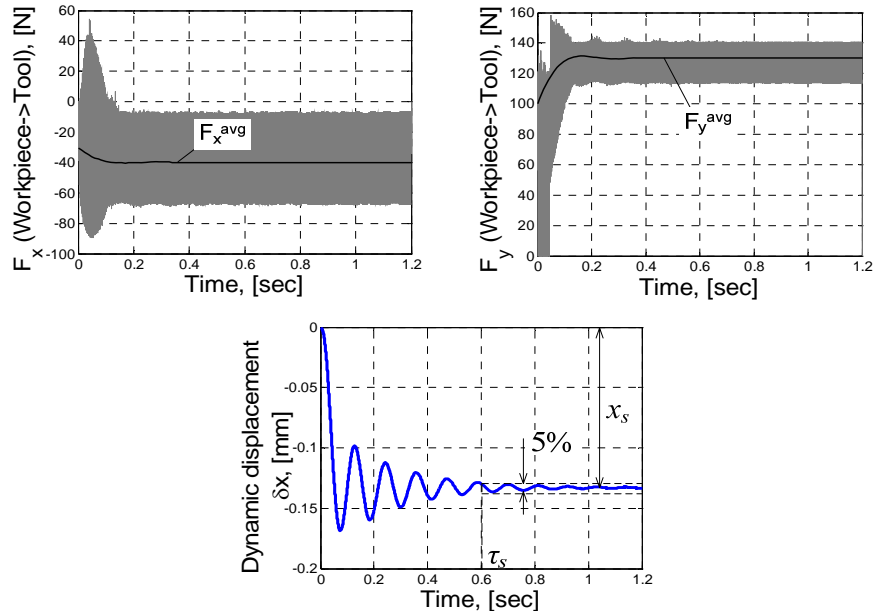 60
40
20
0
-20
-40
-60
-80
-100
F_x (Workpiece->Tool), [N]
F_x^avg
0 0.2 0.4 0.6 0.8 1 1.2
Time, [sec]
160
140
120
100
80
60
40
20
0
F_y (Workpiece->Tool), [N]
F_y^avg
0 0.2 0.4 0.6 0.8 1 1.2
Time, [sec]
0
-0.05
-0.1
-0.15
-0.2
Dynamic displacement
δx, [mm]
5%
x_s
τ_s
0 0.2 0.4 0.6 0.8 1 1.2
Time, [sec]